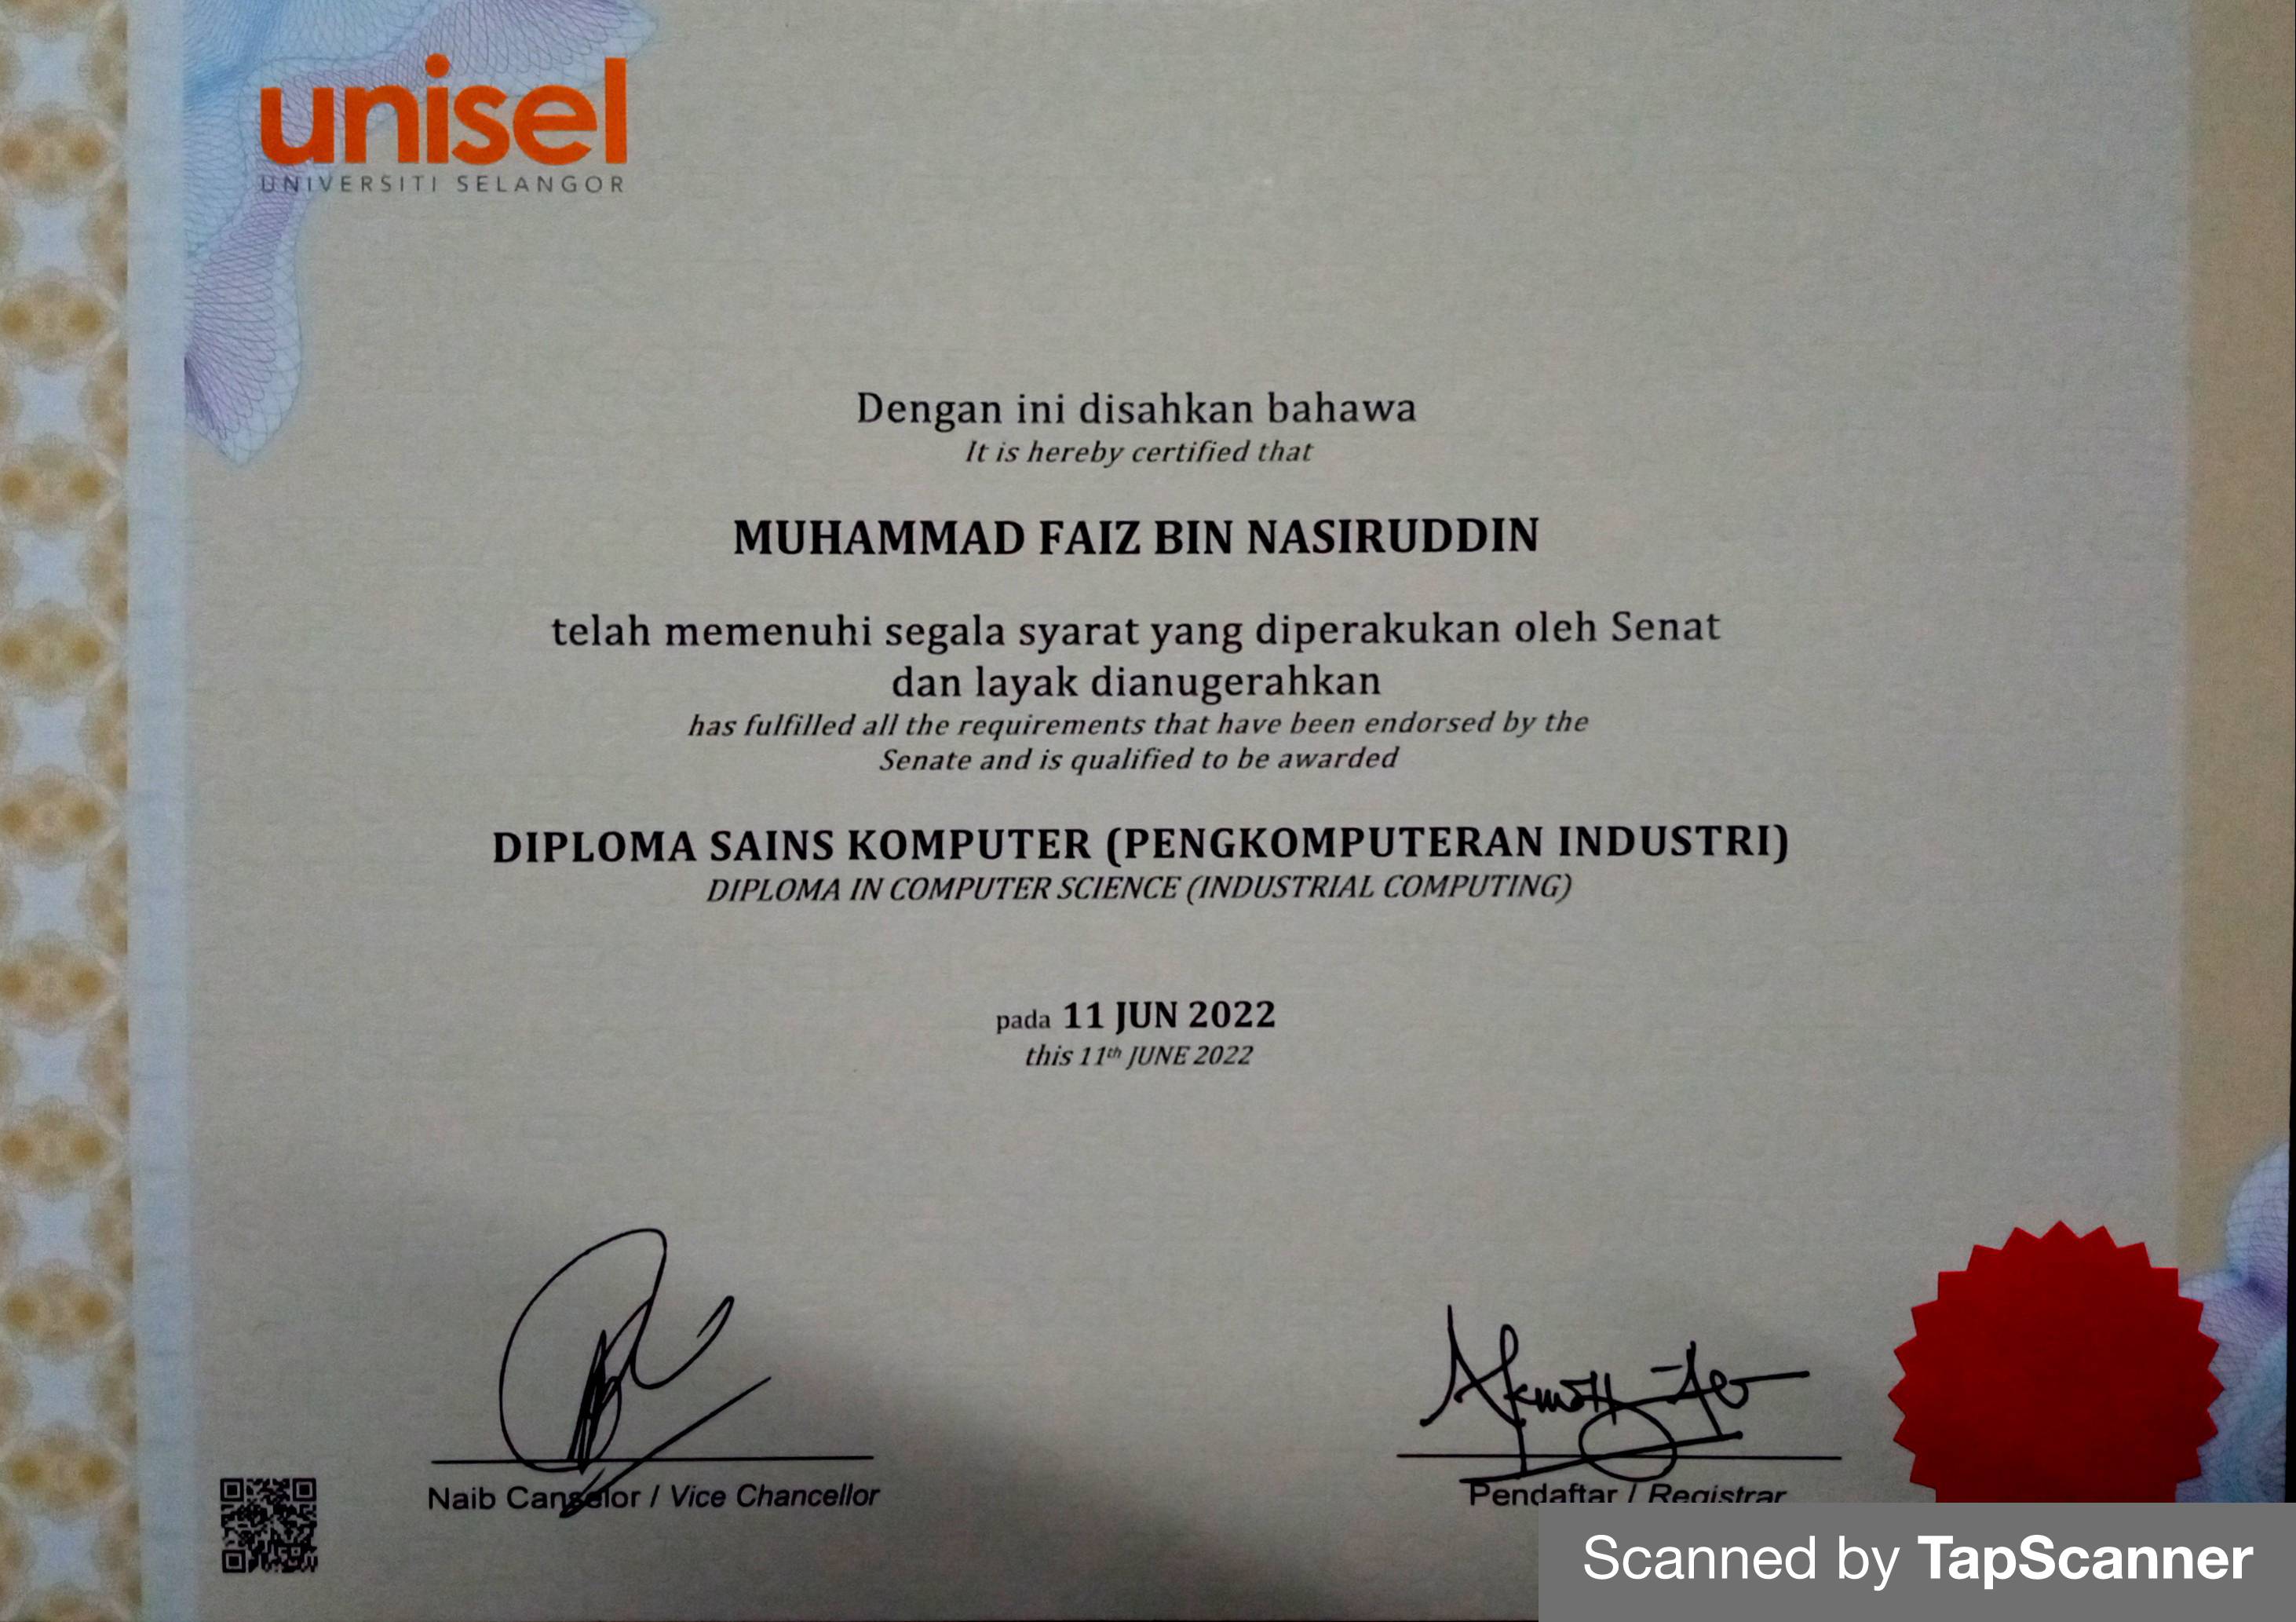 unisel
UNIVERSITI SELANGOR
Dengan ini disahkan bahawa
It is hereby certified that
MUHAMMAD FAIZ BIN NASIRUDDIN
telah memenuhi segala syarat yang diperakukan oleh Senat
dan layak dianugerahkan
has fulfilled all the requirements that have been endorsed by the
Senate and is qualified to be awarded
DIPLOMA SAINS KOMPUTER (PENGKOMPUTERAN INDUSTRI)
DIPLOMA IN COMPUTER SCIENCE (INDUSTRIAL COMPUTING)
pada 11 JUN 2022
this 11th JUNE 2022
Naib Canselor / Vice Chancellor
Pendaftar / Registrar
Scanned by TapScanner